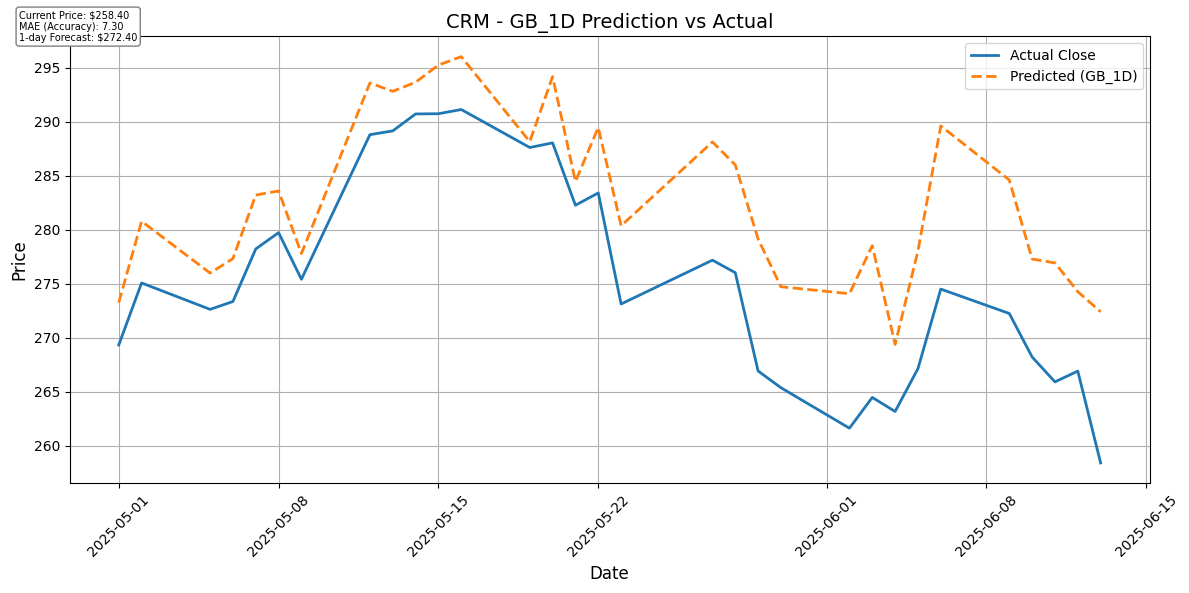 CRM - GB_1D Prediction vs Actual
Current Price: $258.40
MAE (Accuracy): 7.30
1-day Forecast: $272.40
Actual Close
Predicted (GB_1D)
Price
295
290
285
280
275
270
265
260
2025-05-01
2025-05-08
2025-05-15
2025-05-22
2025-06-01
2025-06-08
2025-06-15
Date